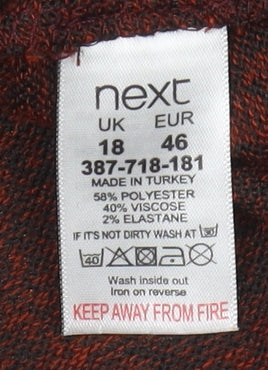 next
UK EUR
18 46
387-718-181
MADE IN TURKEY
58% POLYESTER
40% VISCOSE
2% ELASTANE
IF IT'S NOT DIRTY WASH AT 30
40
Wash inside out
Iron on reverse
KEEP AWAY FROM FIRE